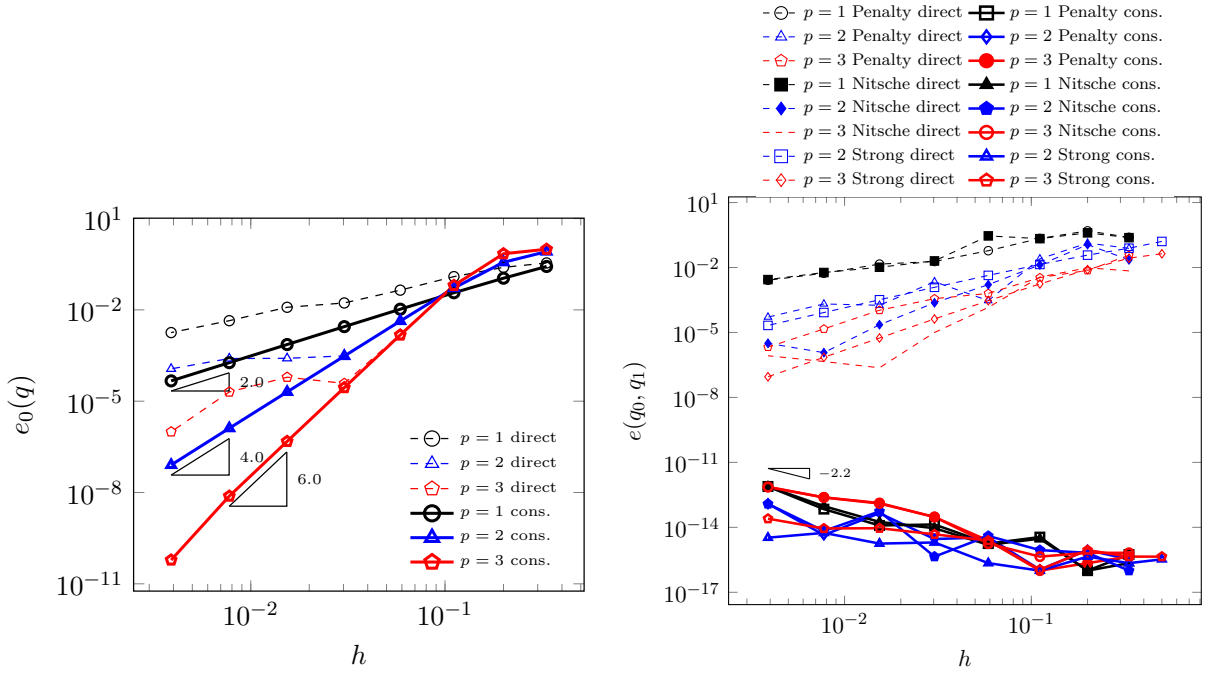 10^1
10^{-2}
10^{-5}
10^{-8}
10^{-11}
e_0(q)
2.0
4.0
6.0
p = 1 direct
p = 2 direct
p = 3 direct
p = 1 cons.
p = 2 cons.
p = 3 cons.
10^{-2} 10^{-1}
h
p = 1 Penalty direct p = 1 Penalty cons.
p = 2 Penalty direct p = 2 Penalty cons.
p = 3 Penalty direct p = 3 Penalty cons.
p = 1 Nitsche direct p = 1 Nitsche cons.
p = 2 Nitsche direct p = 2 Nitsche cons.
p = 3 Nitsche direct p = 3 Nitsche cons.
p = 2 Strong direct p = 2 Strong cons.
p = 3 Strong direct p = 3 Strong cons.
10^1
10^{-2}
10^{-5}
10^{-8}
10^{-11}
10^{-14}
10^{-17}
e(q_0, q_1)
−2.2
10^{-2} 10^{-1}
h